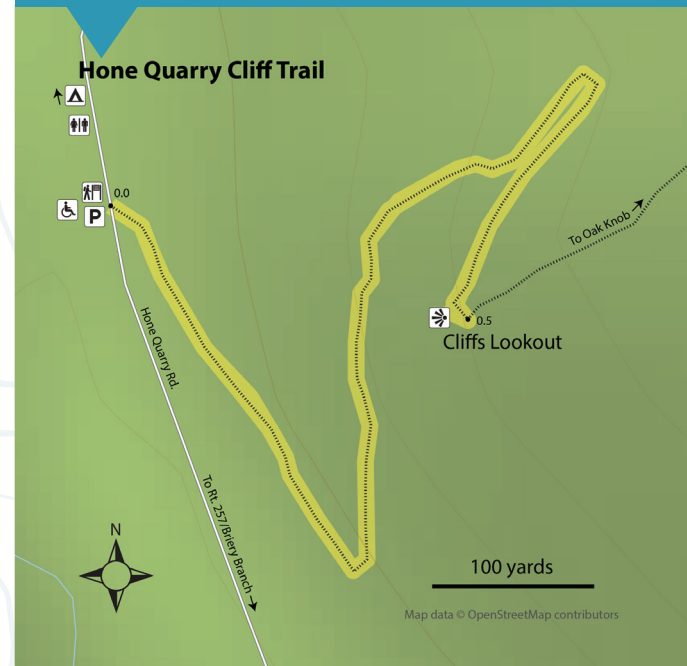 Hone Quarry Cliff Trail
0.0
P
Hone Quarry Rd.
To Oak Knob
0.5
Cliffs Lookout
To Rt. 257/Briery Branch
N
100 yards
Map data © OpenStreetMap contributors